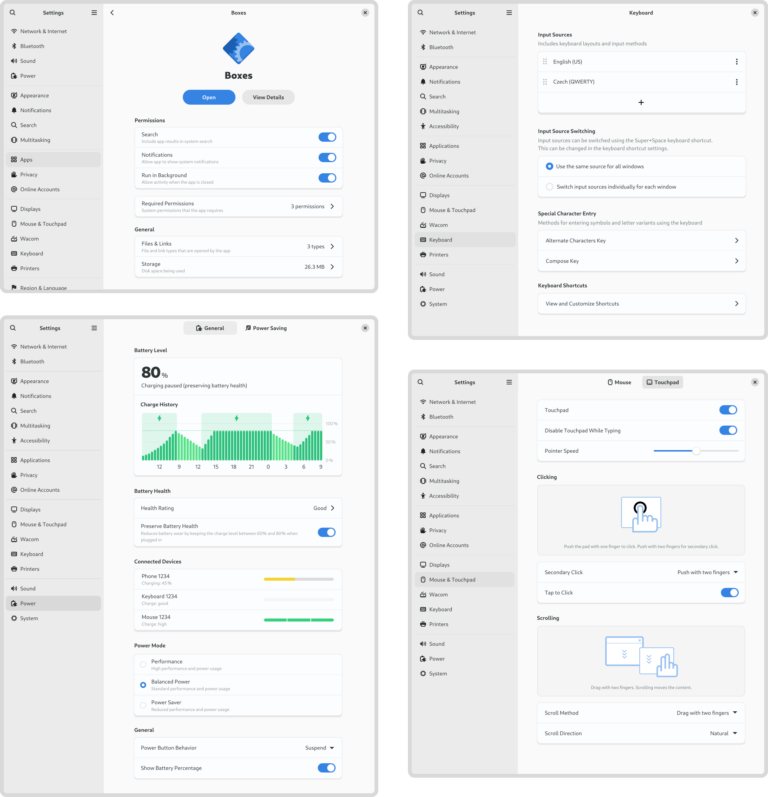 Settings
Network & Internet
Bluetooth
Sound
Power
Appearance
Notifications
Search
Multitasking
Apps
Privacy
Online Accounts
Displays
Mouse & Touchpad
Wacom
Keyboard
Printers
Region & Language
Boxes
Boxes
Open
View Details
Permissions
Search
Include app results in system search
Notifications
Allow app to show system notifications
Run in Background
Allow activity when the app is closed
Required Permissions
System permissions that the app requires
3 permissions
General
Files & Links
File and link types that are opened by the app
3 types
Storage
Disk space being used
26.3 MB
Settings
Network & Internet
Bluetooth
Appearance
Notifications
Search
Multitasking
Accessibility
Applications
Privacy
Online Accounts
Displays
Mouse & Touchpad
Wacom
Keyboard
Printers
Sound
Power
System
Keyboard
Input Sources
Includes keyboard layouts and input methods
English (US)
Czech (QWERTY)
+
Input Source Switching
Input sources can be switched using the Super+Space keyboard shortcut.
This can be changed in the keyboard shortcut settings.
Use the same source for all windows
Switch input sources individually for each window
Special Character Entry
Methods for entering symbols and letter variants using the keyboard
Alternate Characters Key
Compose Key
Keyboard Shortcuts
View and Customize Shortcuts
Settings
Network & Internet
Bluetooth
Appearance
Notifications
Search
Multitasking
Accessibility
Applications
Privacy
Online Accounts
Displays
Mouse & Touchpad
Wacom
Keyboard
Printers
Sound
Power
System
General
Power Saving
Battery Level
80%
Charging paused (preserving battery health)
Charge History
100%
50%
0%
12 9 12 15 18 21 0 3 6 9
Battery Health
Health Rating
Good
Preserve Battery Health
Reduces battery wear by keeping the charge level between 60% and 80% when
plugged in
Connected Devices
Phone 1234
Charging, 45%
Keyboard 1234
Charge: good
Mouse 1234
Charge: high
Power Mode
Performance
High performance and power usage
Balanced Power
Standard performance and power usage
Power Saver
Reduced performance and power usage
General
Power Button Behavior
Suspend
Show Battery Percentage
Settings
Network & Internet
Bluetooth
Appearance
Notifications
Search
Multitasking
Accessibility
Applications
Privacy
Online Accounts
Displays
Mouse & Touchpad
Wacom
Keyboard
Printers
Sound
Power
System
Mouse
Touchpad
Touchpad
Disable Touchpad While Typing
Pointer Speed
Clicking
Push the pad with one finger to click. Push with two fingers for secondary click.
Secondary Click
Push with two fingers
Tap to Click
Scrolling
Drag with two fingers. Scrolling moves the content.
Scroll Method
Drag with two fingers
Scroll Direction
Natural